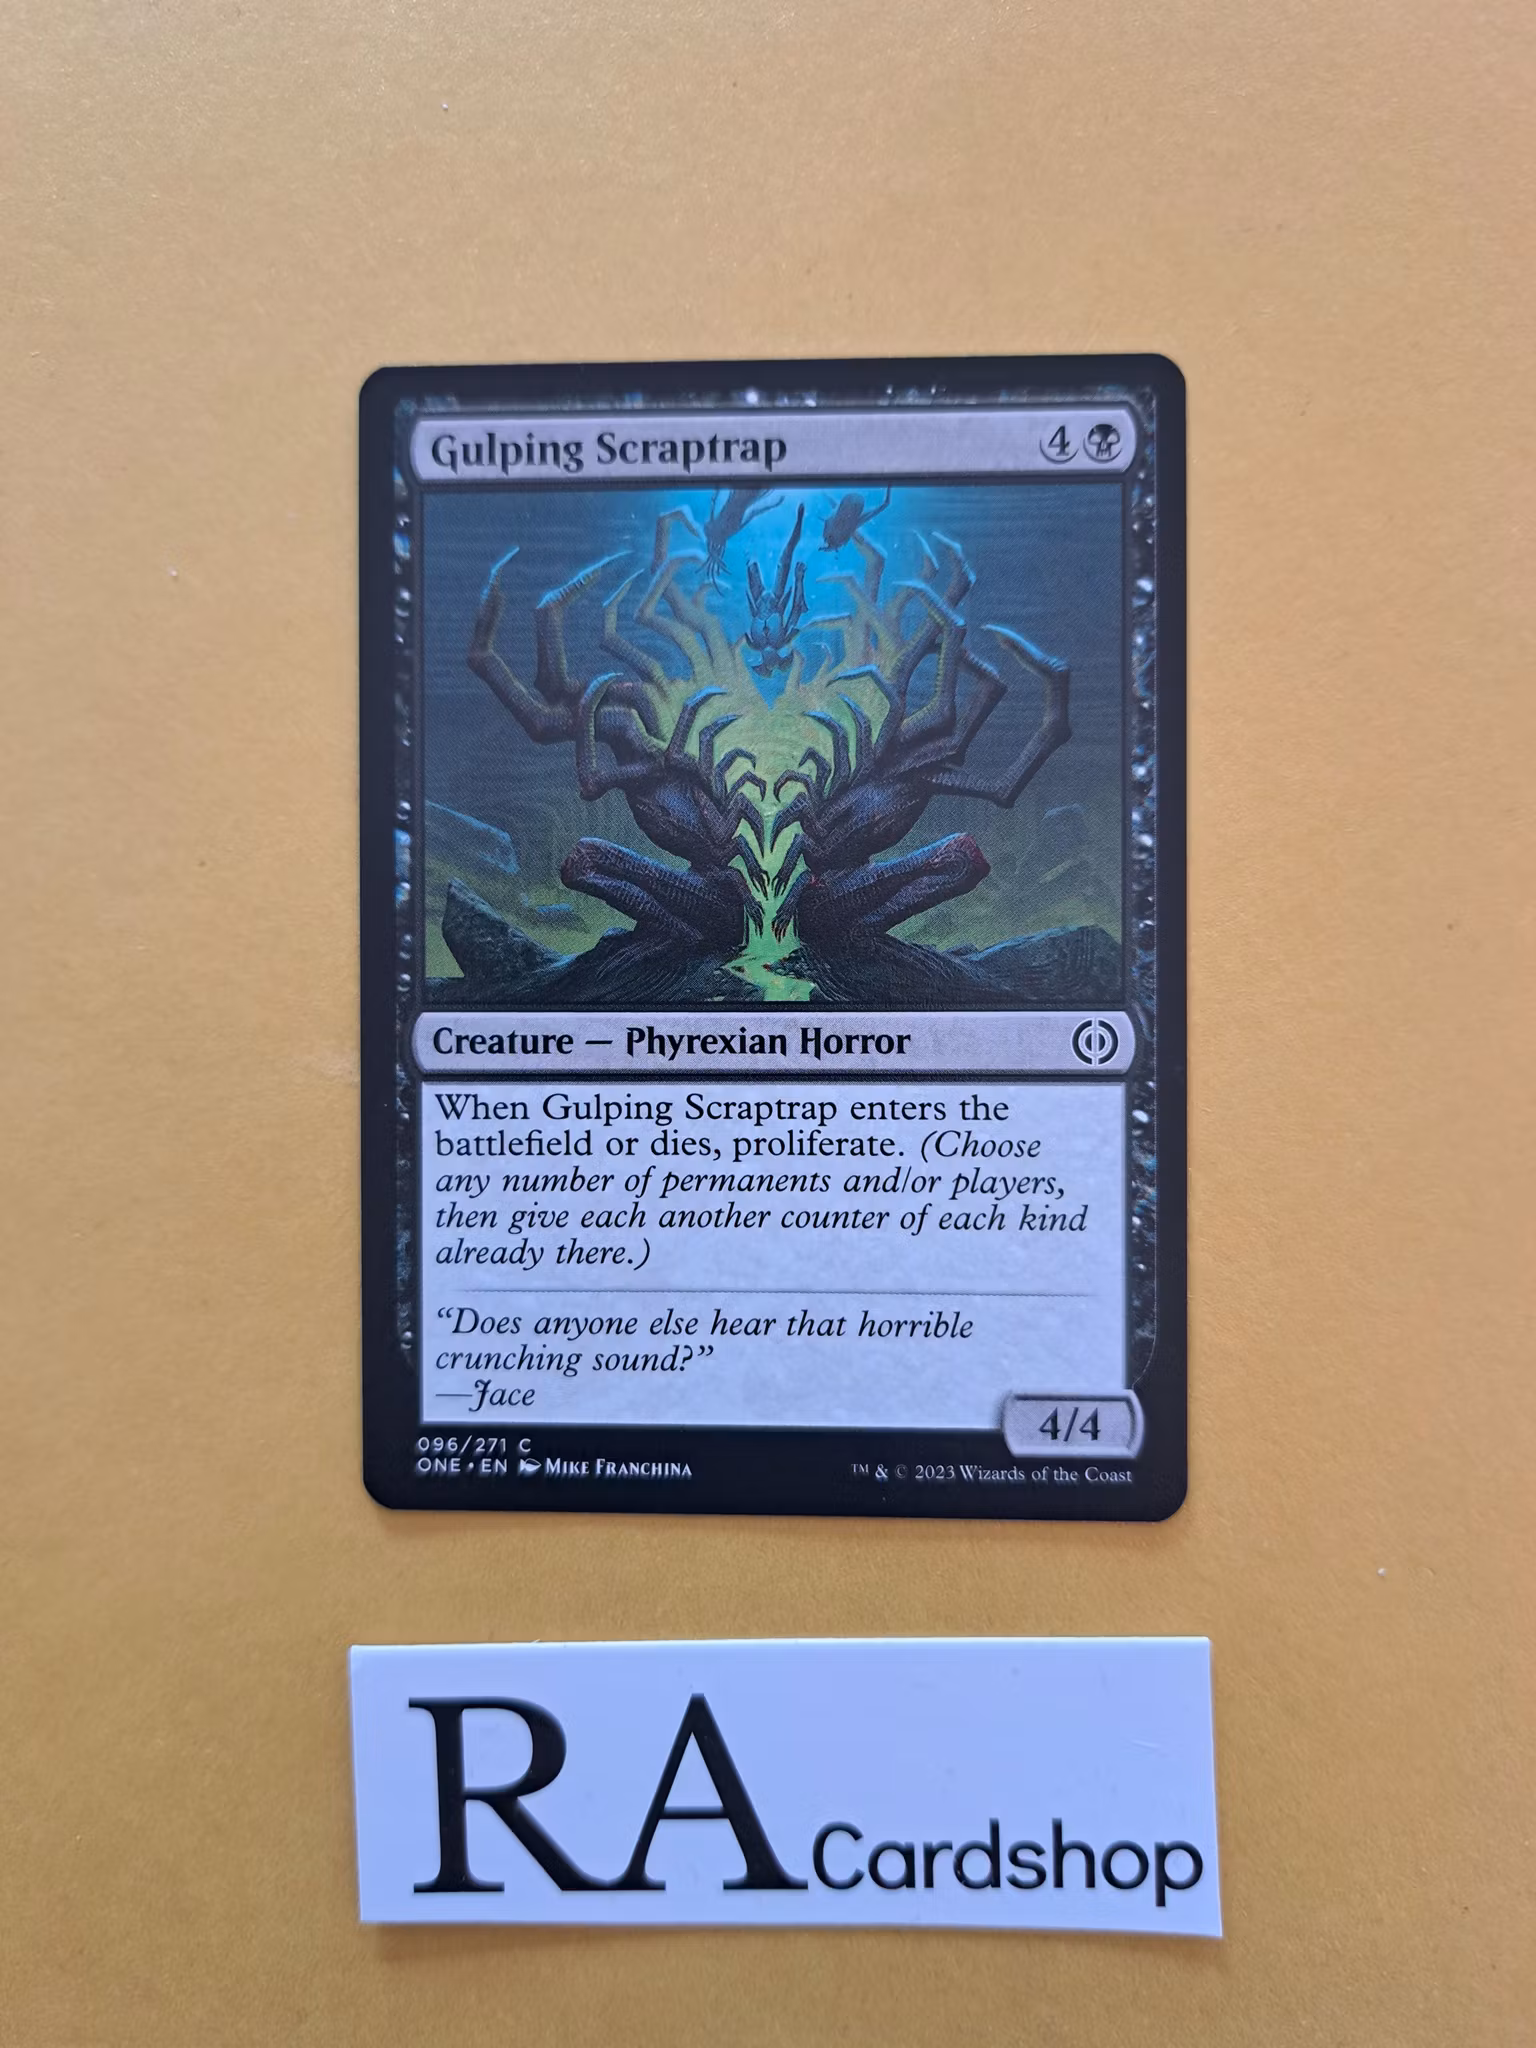 Gulping Scraptrap 4
Creature — Phyrexian Horror
When Gulping Scraptrap enters the
battlefield or dies, proliferate. (Choose
any number of permanents and/or players,
then give each another counter of each kind
already there.)
“Does anyone else hear that horrible
crunching sound?”
—Jace
4/4
096/271 C
ONE • EN MIKE FRANCHINA
™ & © 2023 Wizards of the Coast
RA Cardshop